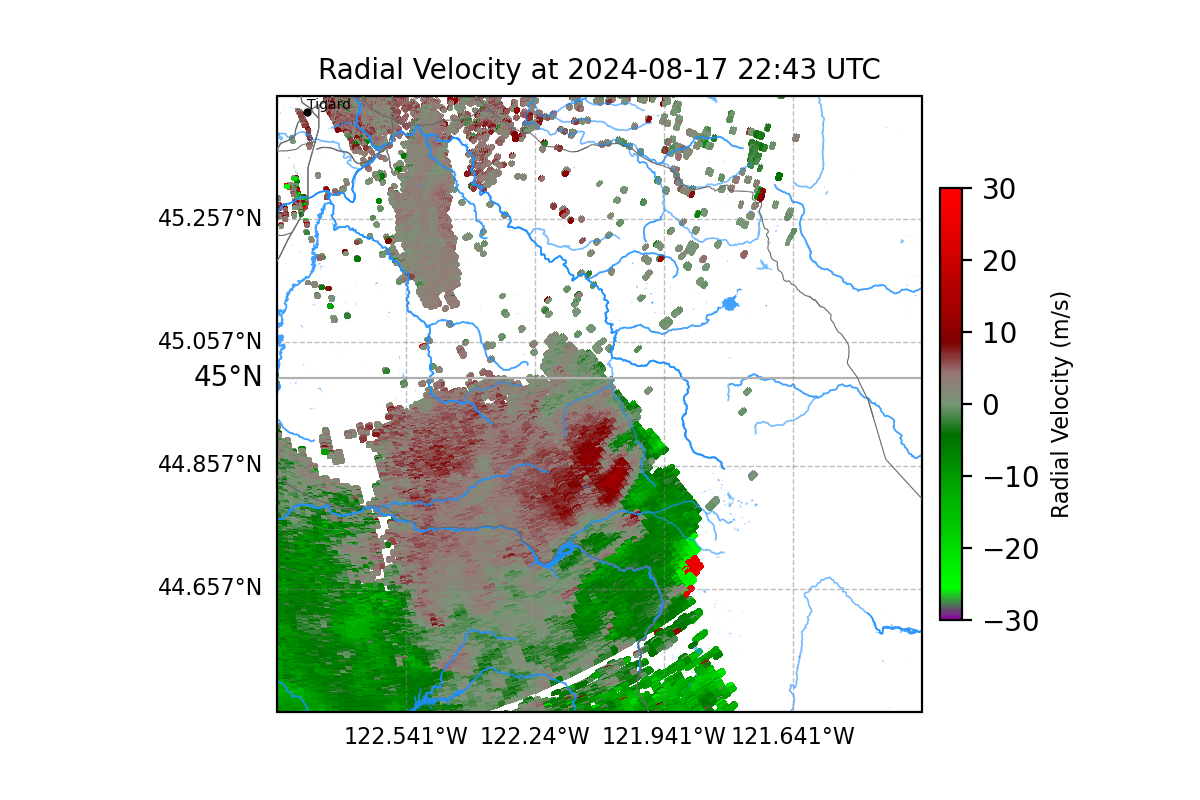 Radial Velocity at 2024-08-17 22:43 UTC
Tigard
45.257°N
45.057°N
45°N
44.857°N
44.657°N
122.541°W 122.24°W 121.941°W 121.641°W
30
20
10
0
−10
−20
−30
Radial Velocity (m/s)